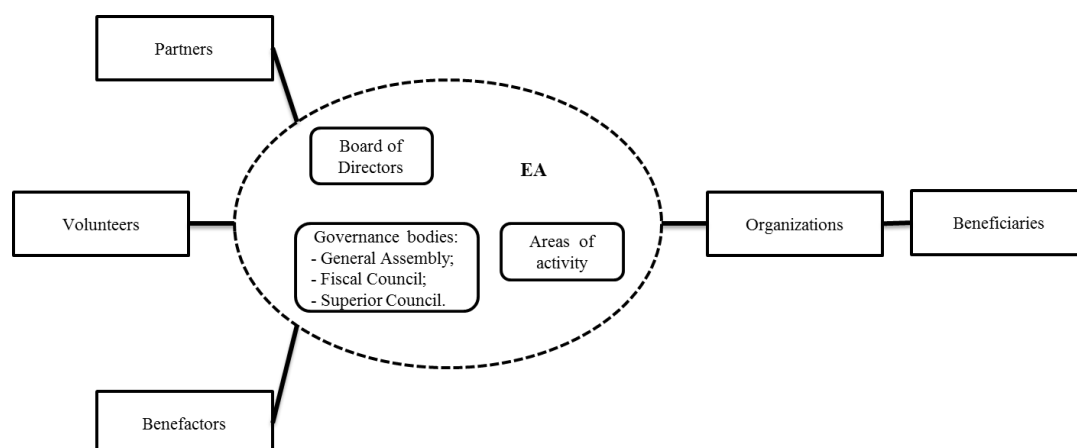 Partners
Board of
Directors
EA
Volunteers
Governance bodies:
- General Assembly;
- Fiscal Council;
- Superior Council.
Areas of
activity
Organizations
Beneficiaries
Benefactors